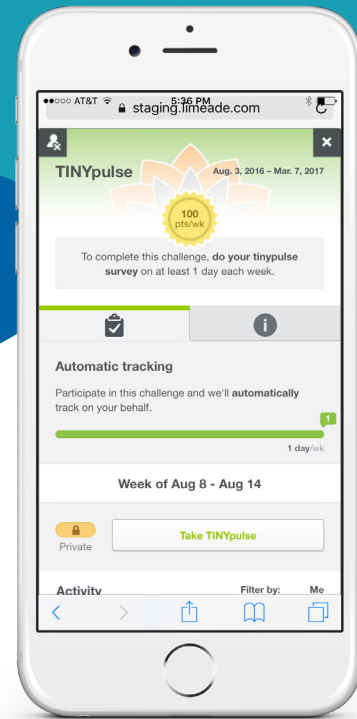 AT&T 5:36 PM
staging.limeade.com
TINYpulse
Aug. 3, 2016 – Mar. 7, 2017
100
pts/wk
To complete this challenge, do your tinypulse
survey on at least 1 day each week.
Automatic tracking
Participate in this challenge and we'll automatically
track on your behalf.
1
1 day/wk
Week of Aug 8 - Aug 14
Private
Take TINYpulse
Activity Filter by: Me